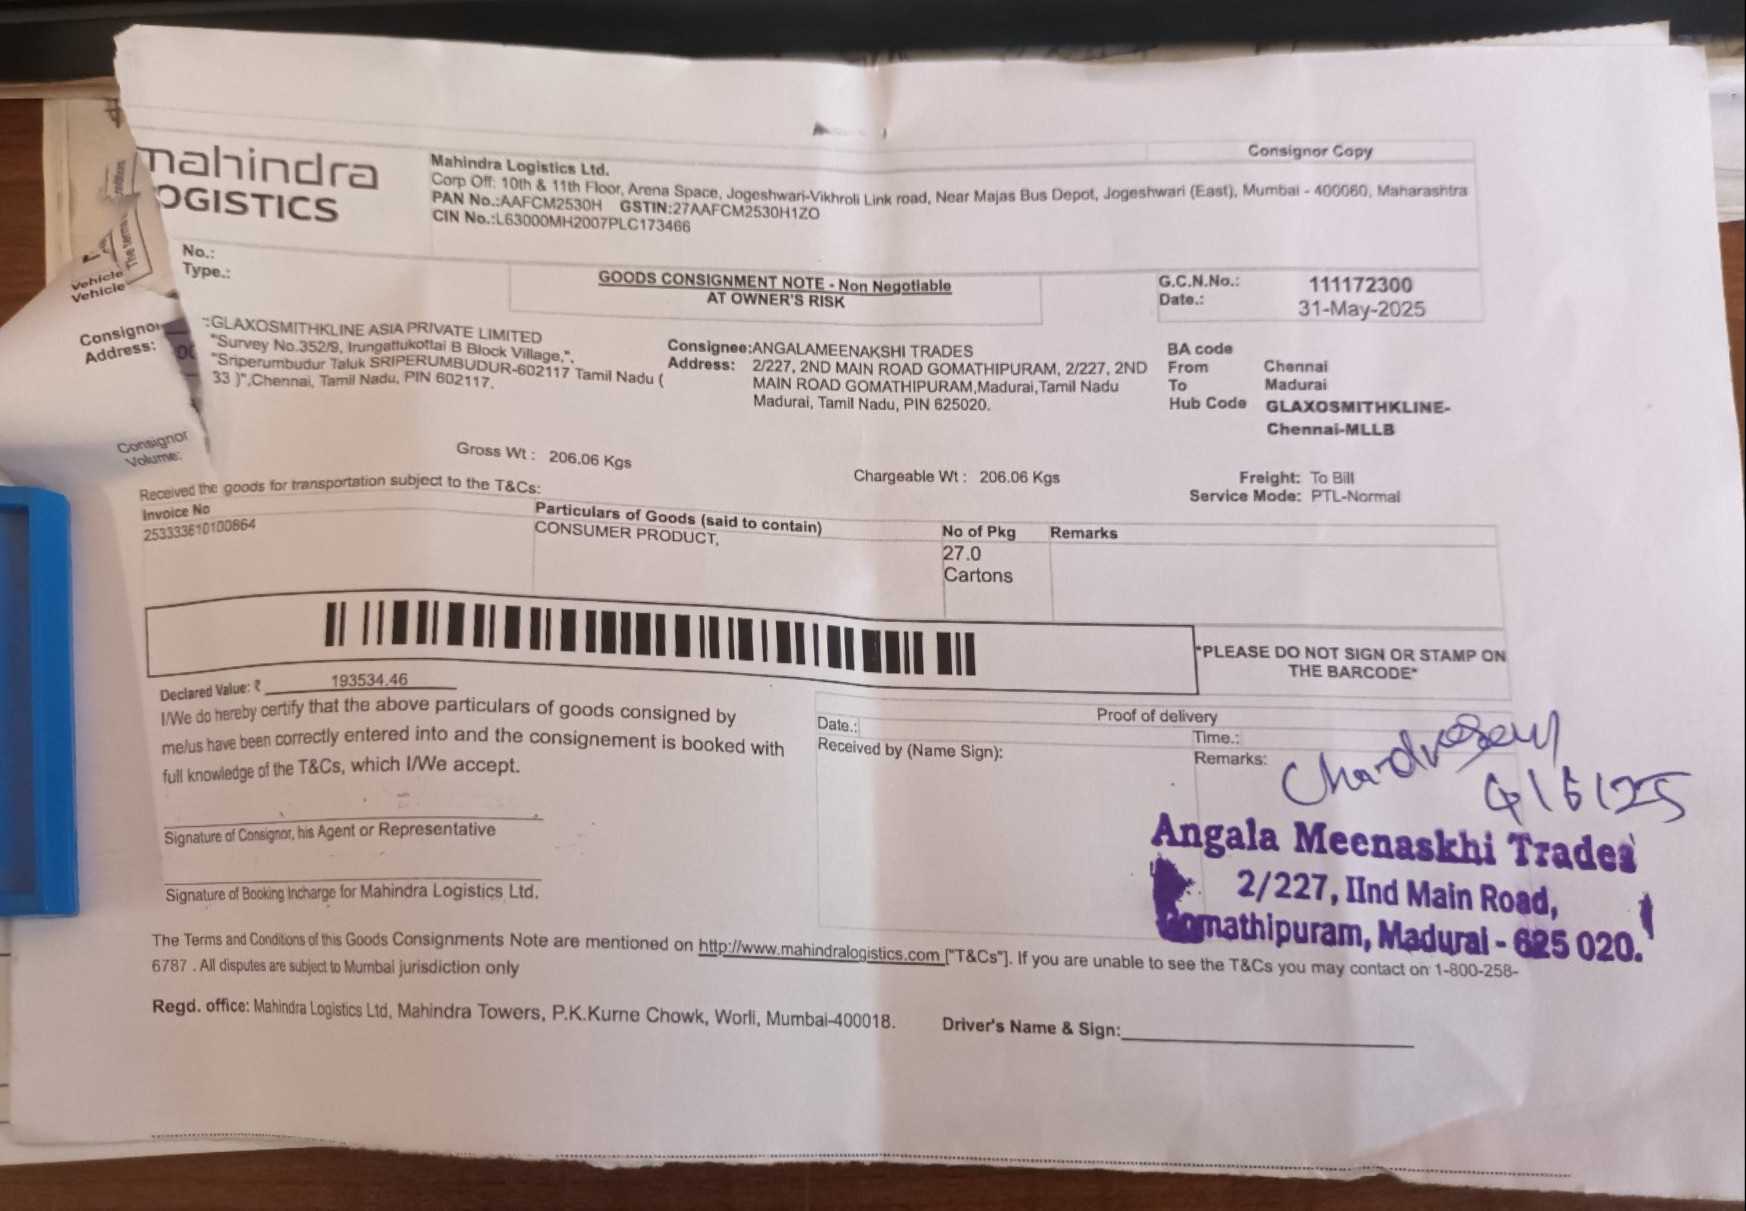 mahindra
LOGISTICS
Mahindra Logistics Ltd.
Corp Off: 10th & 11th Floor, Arena Space, Jogeshwari-Vikhroli Link road, Near Majas Bus Depot, Jogeshwari (East), Mumbai - 400060, Maharashtra
PAN No.:AAFCM2530H GSTIN:27AAFCM2530H1ZO
CIN No.:L63000MH2007PLC173466
Consignor Copy
Vehicle No.:
Vehicle Type.:
GOODS CONSIGNMENT NOTE - Non Negotiable
AT OWNER'S RISK
G.C.N.No.: 111172300
Date.: 31-May-2025
Consignor :GLAXOSMITHKLINE ASIA PRIVATE LIMITED
Address: "Survey No.352/9, Irungattukottai B Block Village,",
"Sriperumbudur Taluk SRIPERUMBUDUR-602117 Tamil Nadu (
33 )",Chennai, Tamil Nadu, PIN 602117.
Consignee:ANGALAMEENAKSHI TRADES
Address: 2/227, 2ND MAIN ROAD GOMATHIPURAM, 2/227, 2ND
MAIN ROAD GOMATHIPURAM,Madurai,Tamil Nadu
Madurai, Tamil Nadu, PIN 625020.
BA code
From Chennai
To Madurai
Hub Code GLAXOSMITHKLINE-
Chennai-MLLB
Consignor
Volume:
Gross Wt : 206.06 Kgs
Chargeable Wt : 206.06 Kgs
Freight: To Bill
Service Mode: PTL-Normal
Received the goods for transportation subject to the T&Cs:
Invoice No Particulars of Goods (said to contain) No of Pkg Remarks
253333610100864 CONSUMER PRODUCT, 27.0
Cartons
*PLEASE DO NOT SIGN OR STAMP ON
THE BARCODE*
Declared Value: ₹ 193534.46
I/We do hereby certify that the above particulars of goods consigned by
me/us have been correctly entered into and the consignement is booked with
full knowledge of the T&Cs, which I/We accept.
Signature of Consignor, his Agent or Representative
Signature of Booking Incharge for Mahindra Logistics Ltd.
Proof of delivery
Date.: Time.:
Received by (Name Sign): Remarks:
Angala Meenaskhi Trades
2/227, IInd Main Road,
Gomathipuram, Madurai - 625 020.
The Terms and Conditions of this Goods Consignments Note are mentioned on http://www.mahindralogistics.com ["T&Cs"]. If you are unable to see the T&Cs you may contact on 1-800-258-
6787 . All disputes are subject to Mumbai jurisdiction only
Regd. office: Mahindra Logistics Ltd, Mahindra Towers, P.K.Kurne Chowk, Worli, Mumbai-400018.
Driver's Name & Sign: